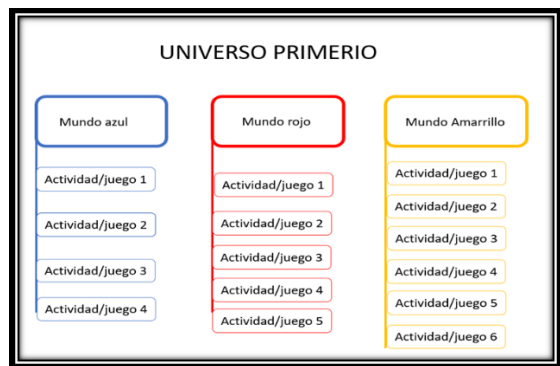 UNIVERSO PRIMERIO
Mundo azul
Actividad/juego 1
Actividad/juego 2
Actividad/juego 3
Actividad/juego 4
Mundo rojo
Actividad/juego 1
Actividad/juego 2
Actividad/juego 3
Actividad/juego 4
Actividad/juego 5
Mundo Amarrillo
Actividad/juego 1
Actividad/juego 2
Actividad/juego 3
Actividad/juego 4
Actividad/juego 5
Actividad/juego 6